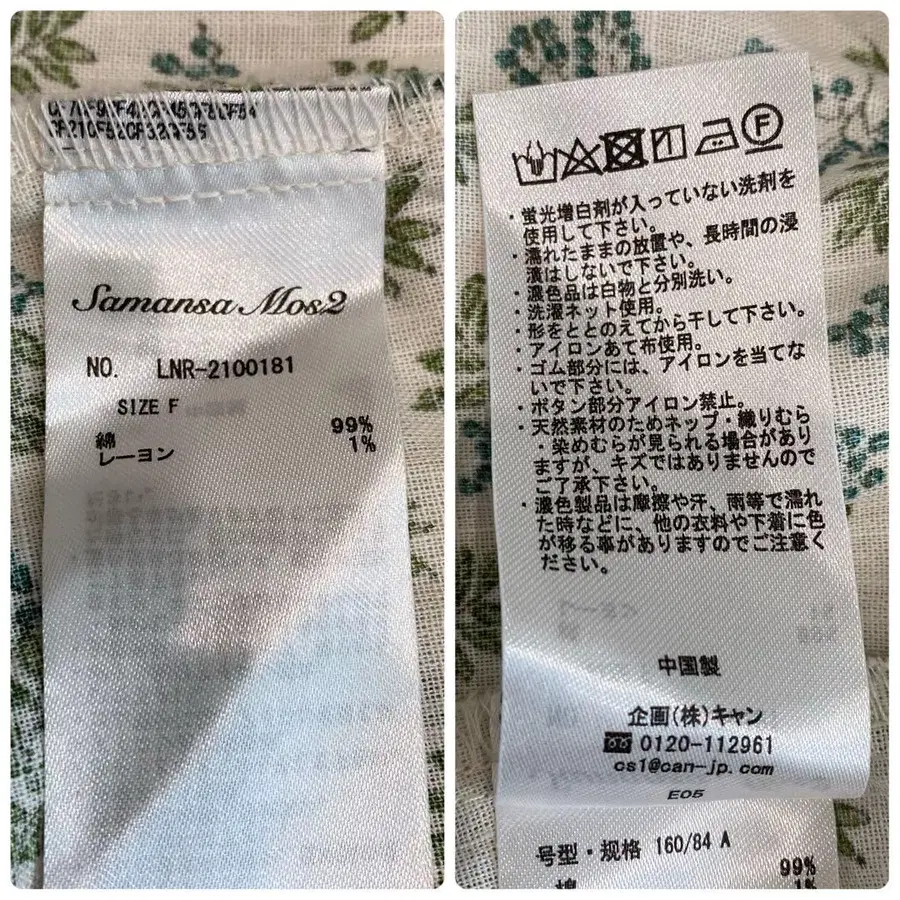 Samansa Mos2
NO. LNR-2100181
SIZE F
綿 99%
レーヨン 1%
・蛍光増白剤が入っていない洗剤を
使用して下さい。
・濡れたままの放置や、長時間の浸
漬はしないで下さい。
・濃色品は白物と分別洗い。
・洗濯ネット使用。
・形をととのえてから干して下さい。
・アイロンあて布使用。
・ゴム部分には、アイロンを当てな
いで下さい。
・ボタン部分アイロン禁止。
・天然素材のためネップ・織りむら
・染めむらが見られる場合があり
ますが、キズではありませんので
ご了承下さい。
・濃色製品は摩擦や汗、雨等で濡れ
た時などに、他の衣料や下着に色
が移る事がありますのでご注意く
ださい。
中国製
企画(株)キャン
0120-112961
cs1@can-jp.com
E05
号型・规格 160/84 A
99%
綿 1%